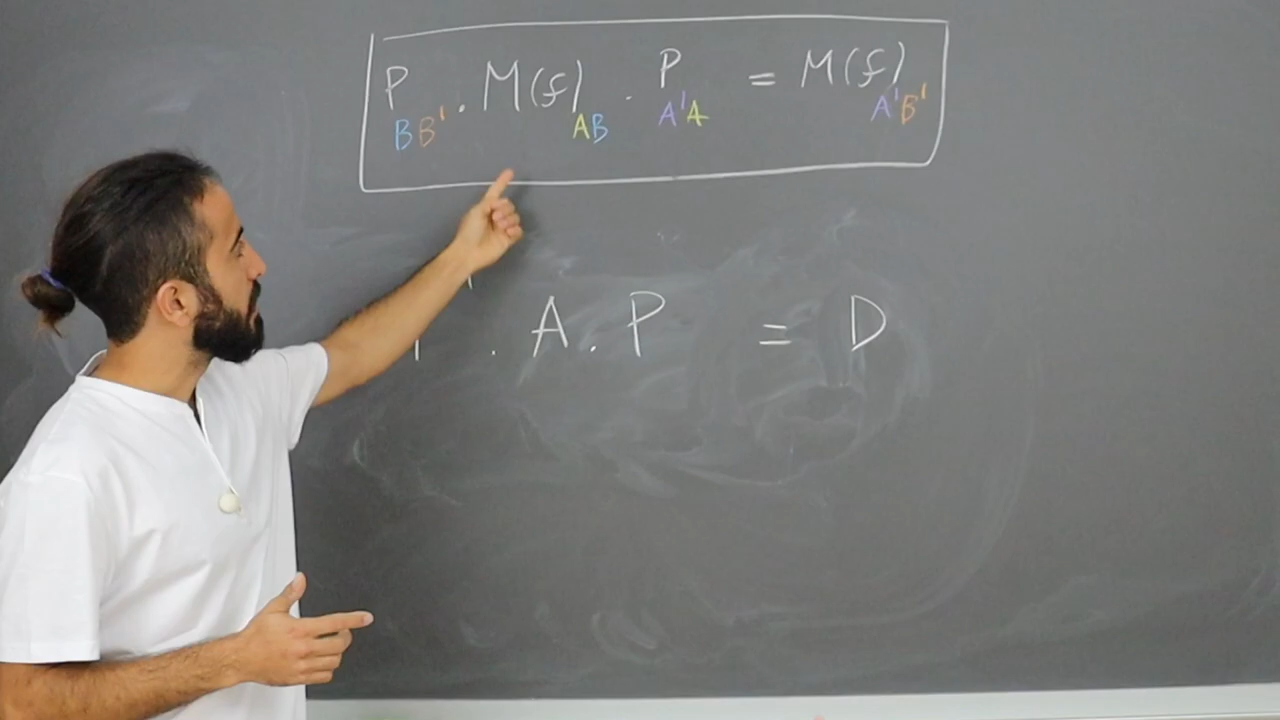 P BB' . M(f) AB . P A'A = M(f) A'B'
. A . P = D